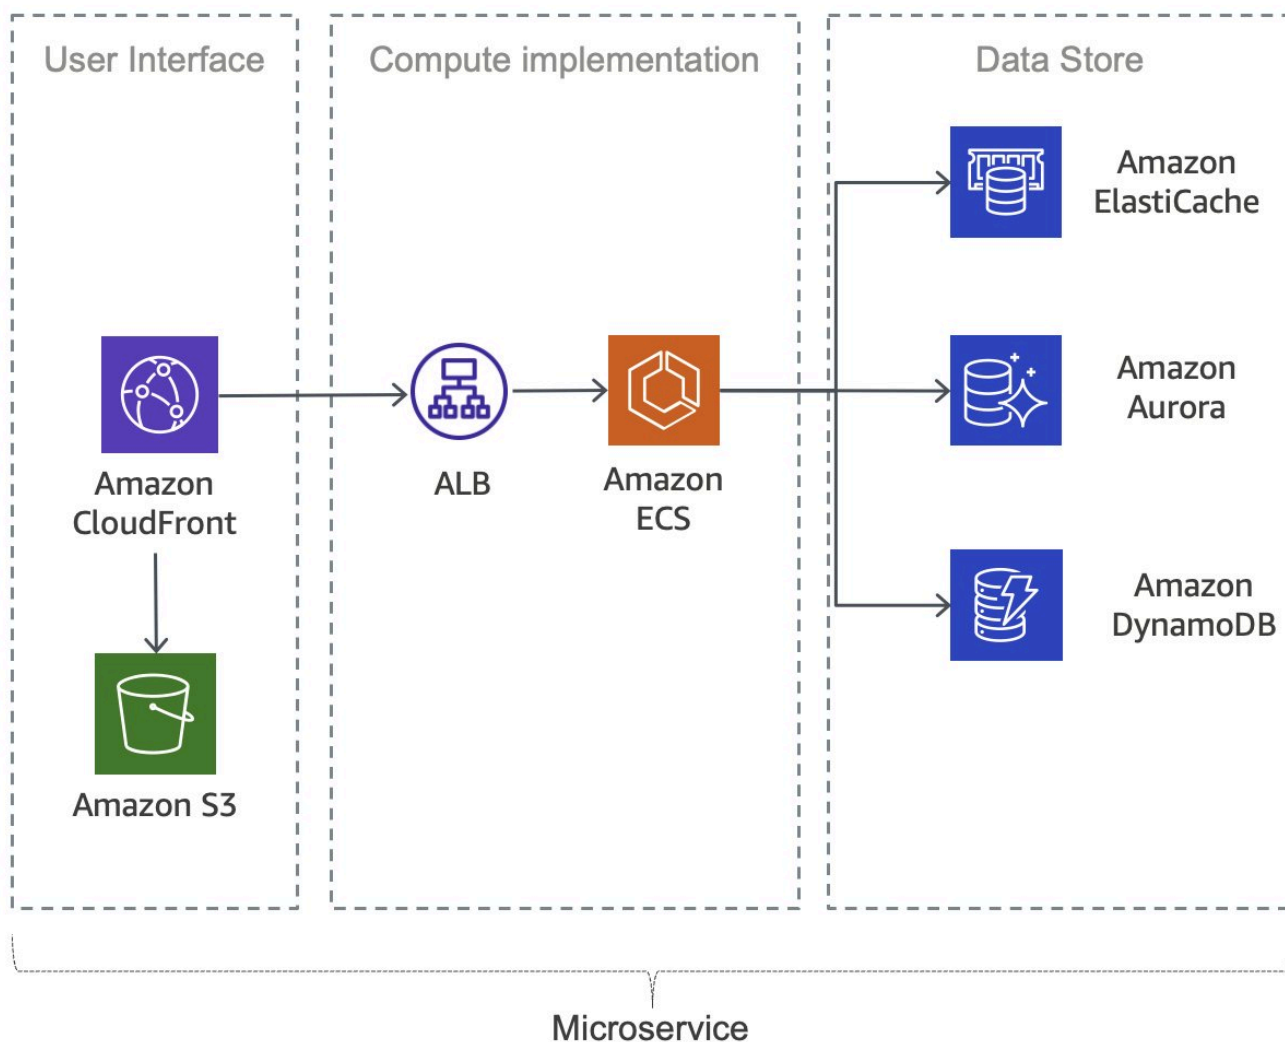 User Interface
Compute implementation
Data Store
Amazon
ElastiCache
Amazon
CloudFront
ALB
Amazon
ECS
Amazon
Aurora
Amazon
DynamoDB
Amazon S3
Microservice